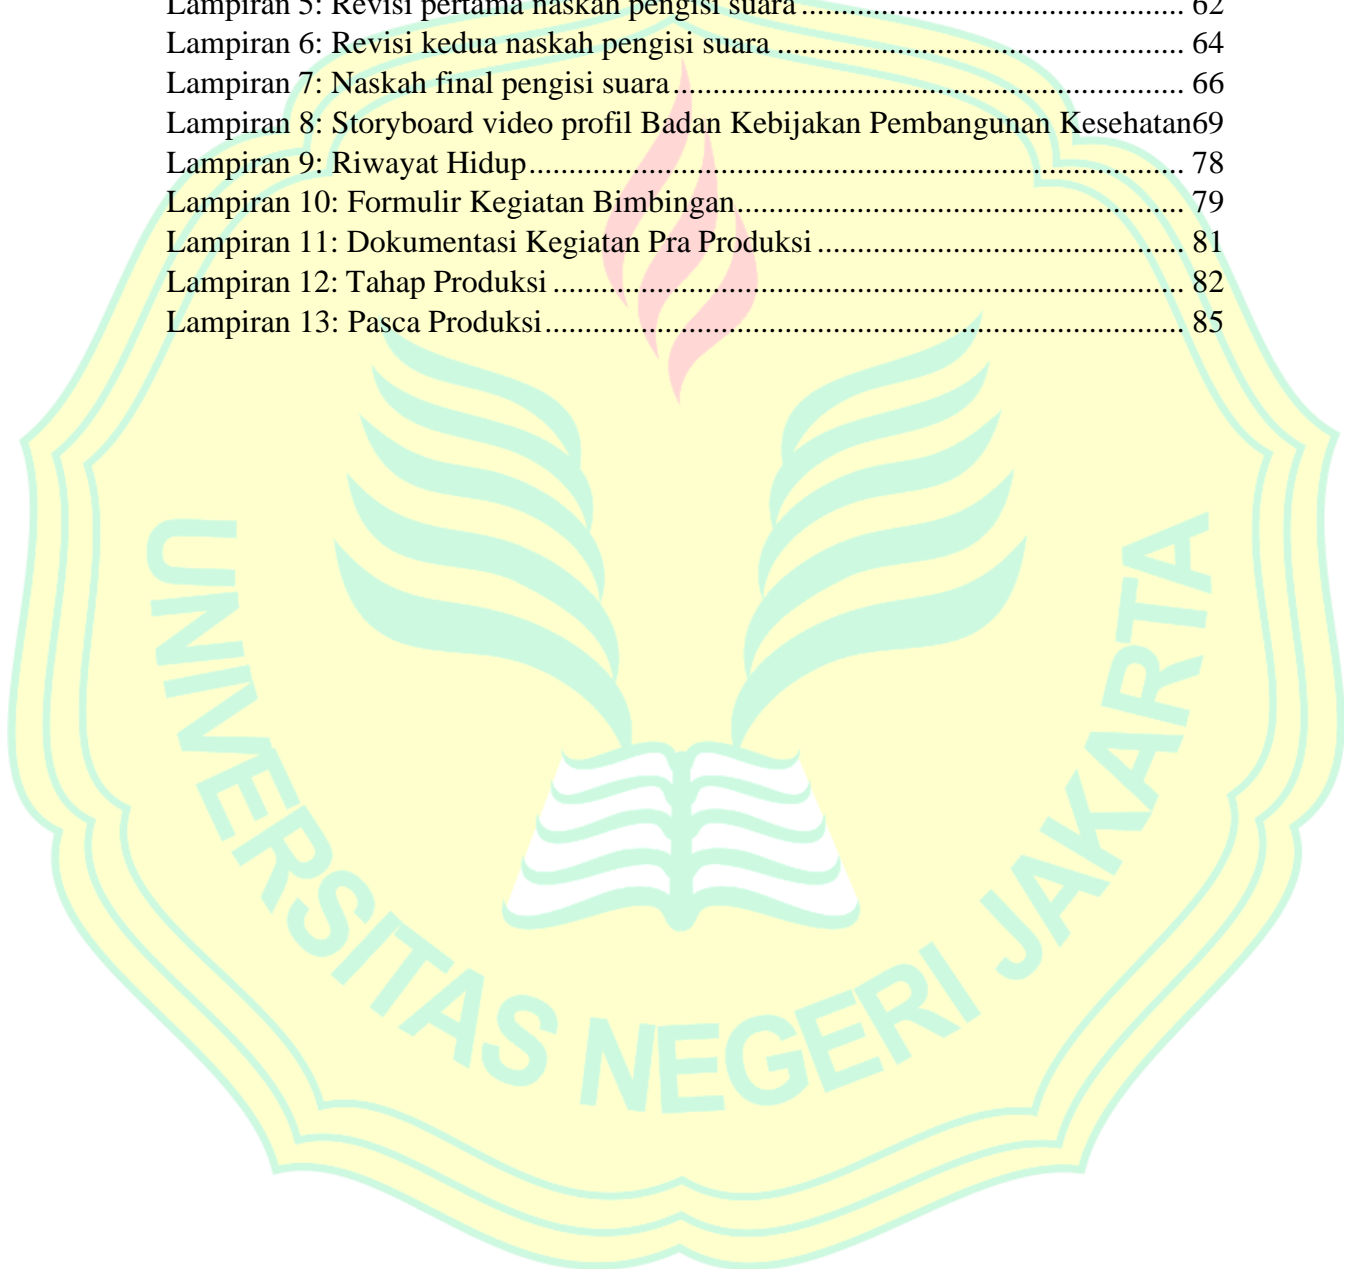 Lampiran 5: Revisi pertama naskah pengisi suara ................................................ 62
Lampiran 6: Revisi kedua naskah pengisi suara ................................................... 64
Lampiran 7: Naskah final pengisi suara ................................................................ 66
Lampiran 8: Storyboard video profil Badan Kebijakan Pembangunan Kesehatan69
Lampiran 9: Riwayat Hidup .................................................................................. 78
Lampiran 10: Formulir Kegiatan Bimbingan ........................................................ 79
Lampiran 11: Dokumentasi Kegiatan Pra Produksi .............................................. 81
Lampiran 12: Tahap Produksi ............................................................................... 82
Lampiran 13: Pasca Produksi ................................................................................ 85
UNIVERSITAS NEGERI JAKARTA